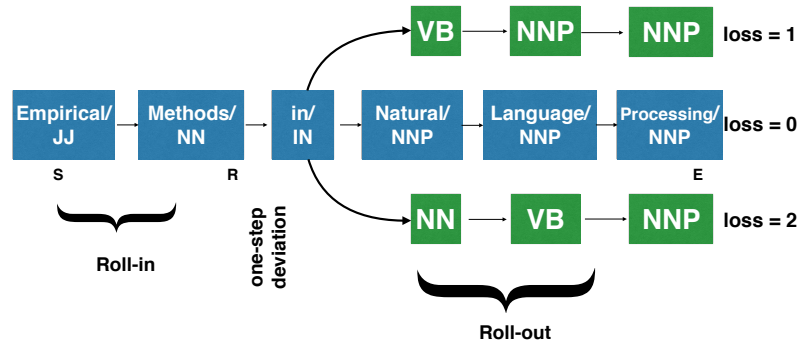 VB NNP NNP loss = 1
Empirical/ Methods/ in/ Natural/ Language/ Processing/
JJ NN IN NNP NNP NNP loss = 0
S R E
NN VB NNP loss = 2
Roll-in
one-step
deviation
Roll-out